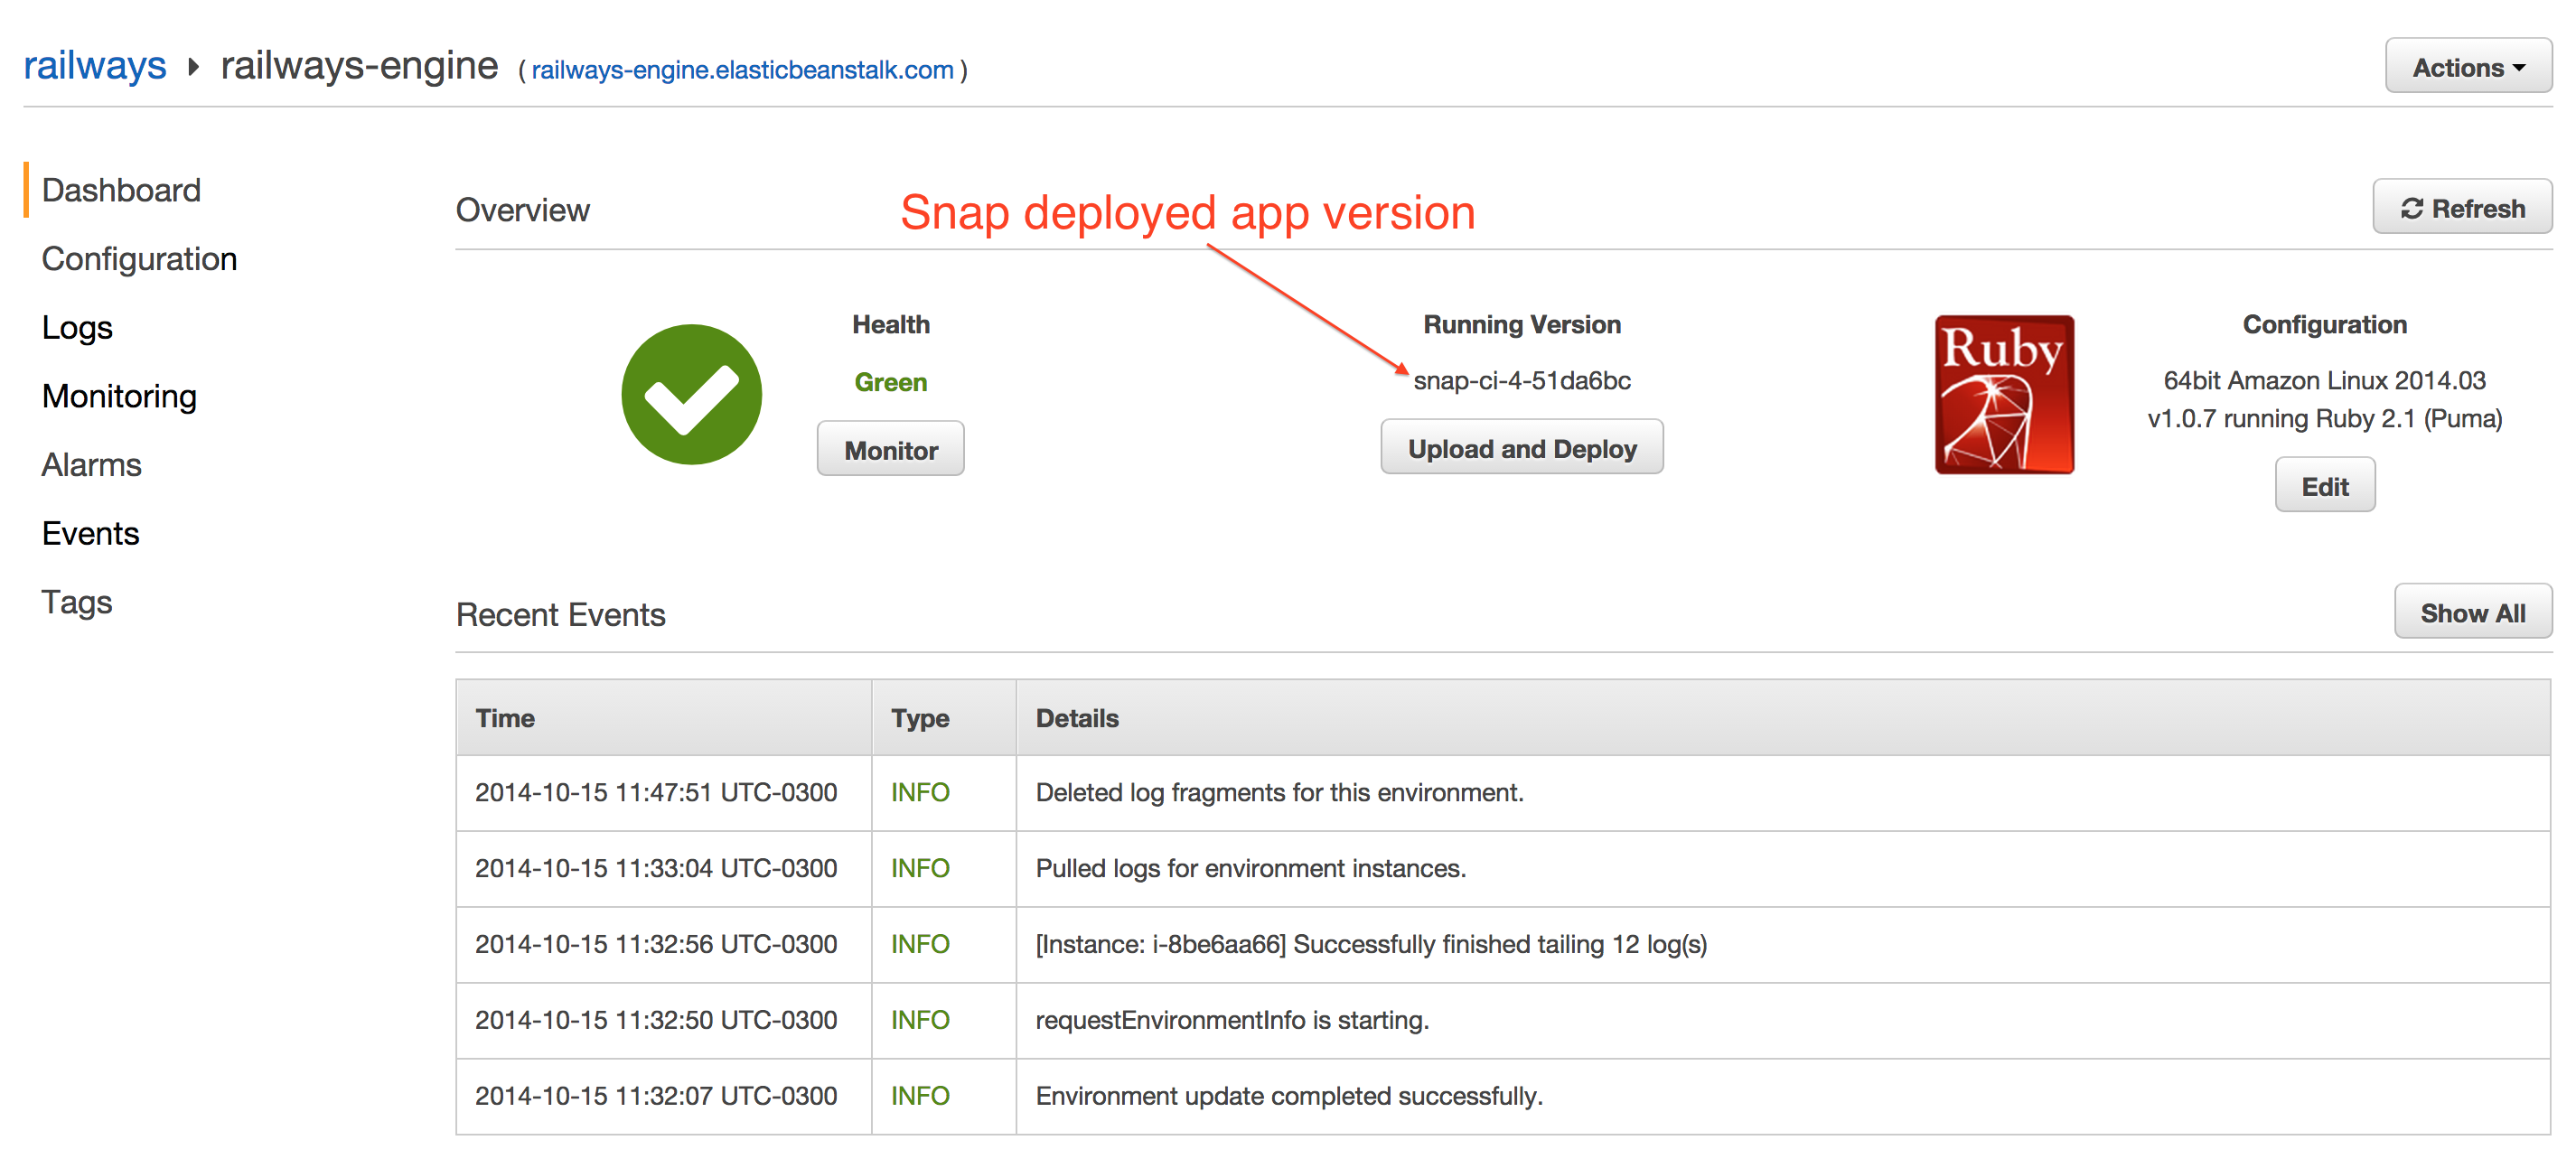 railways ▸ railways-engine ( railways-engine.elasticbeanstalk.com )
Actions
Dashboard
Configuration
Logs
Monitoring
Alarms
Events
Tags
Overview
Snap deployed app version
Refresh
Health
Green
Monitor
Running Version
snap-ci-4-51da6bc
Upload and Deploy
Ruby
Configuration
64bit Amazon Linux 2014.03
v1.0.7 running Ruby 2.1 (Puma)
Edit
Recent Events
Show All
Time Type Details
2014-10-15 11:47:51 UTC-0300 INFO Deleted log fragments for this environment.
2014-10-15 11:33:04 UTC-0300 INFO Pulled logs for environment instances.
2014-10-15 11:32:56 UTC-0300 INFO [Instance: i-8be6aa66] Successfully finished tailing 12 log(s)
2014-10-15 11:32:50 UTC-0300 INFO requestEnvironmentInfo is starting.
2014-10-15 11:32:07 UTC-0300 INFO Environment update completed successfully.